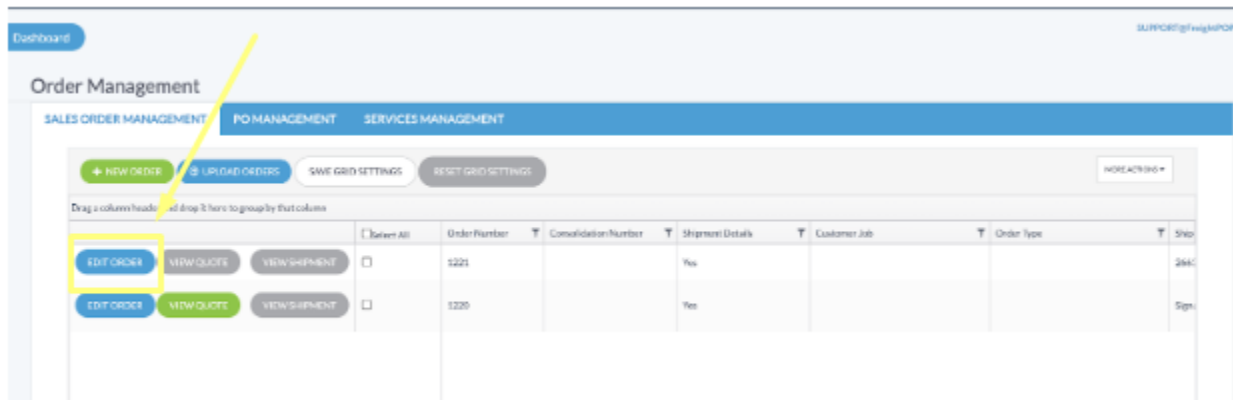 Dashboard
Order Management
SALES ORDER MANAGEMENT PO MANAGEMENT SERVICES MANAGEMENT
+ NEW ORDER UPLOAD ORDERS SAVE GRID SETTINGS RESET GRID SETTINGS MORE ACTIONS
Drag a column header and drop it here to group by that column
Select All Order Number Consolidation Number Shipment Details Customer Job Order Type Ship
EDIT ORDER VIEW QUOTE VIEW SHIPMENT 1221 Yes
EDIT ORDER VIEW QUOTE VIEW SHIPMENT 1220 Yes